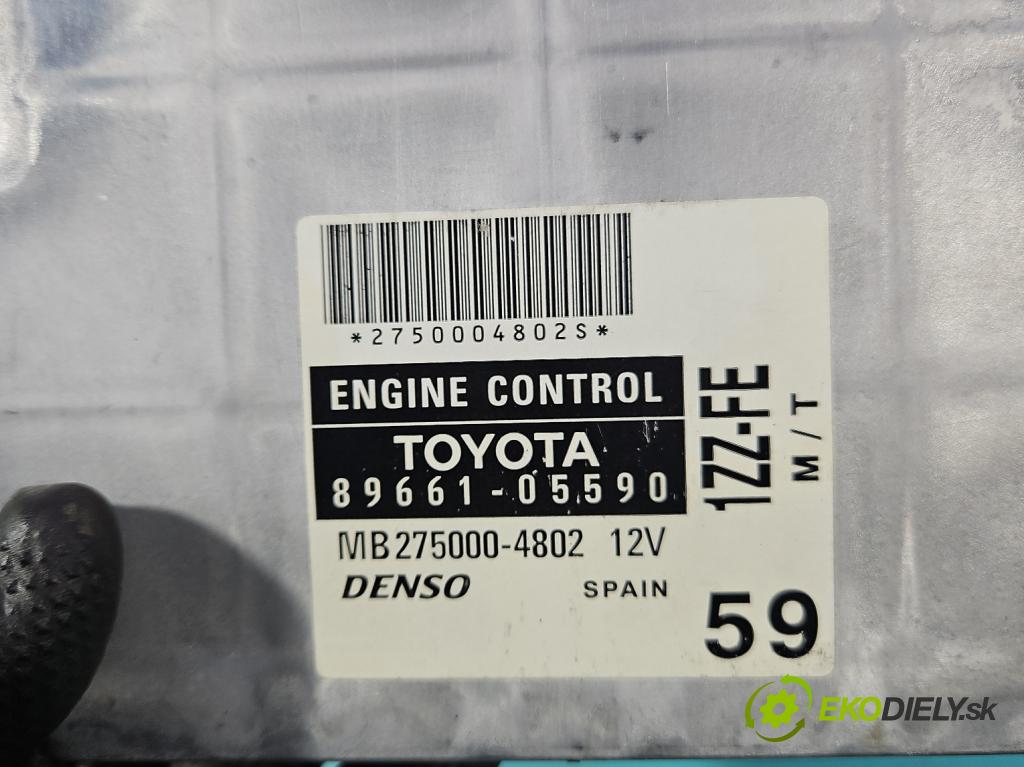 *2750004802S*
ENGINE CONTROL
TOYOTA
89661-05590
MB275000-4802 12V
DENSO SPAIN
1ZZ-FE
M/T
59
EKODIELY.sk